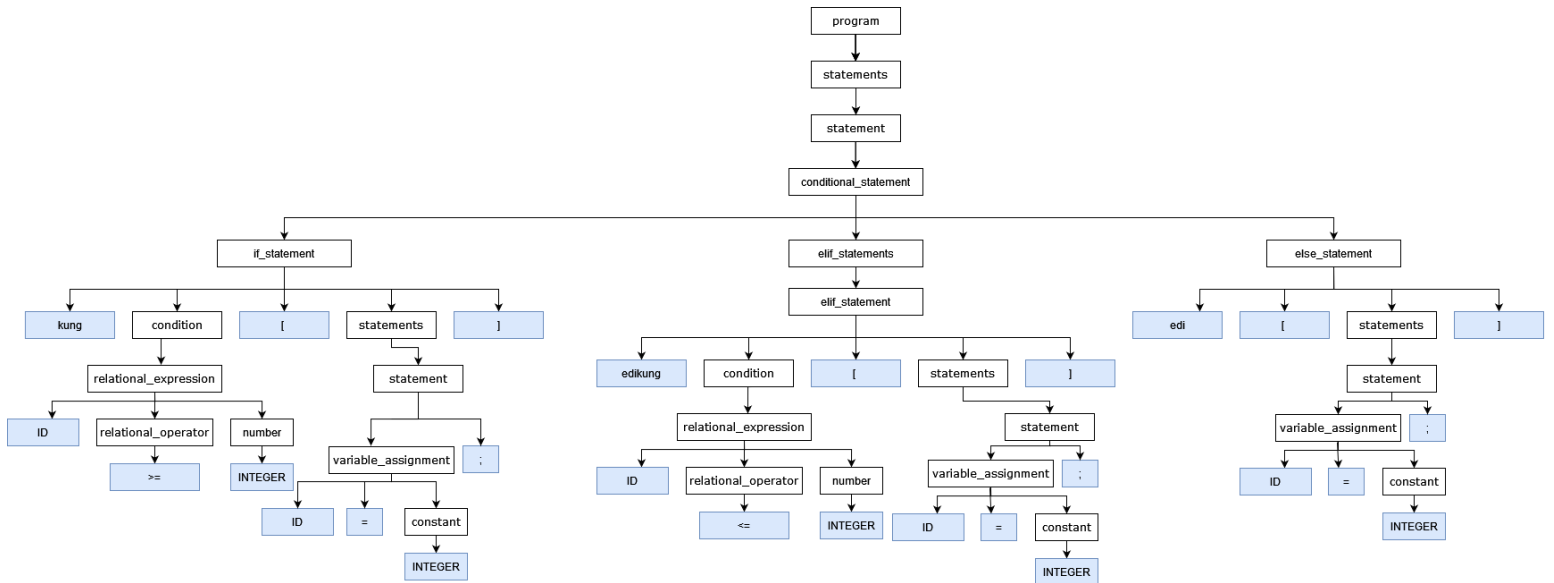 program
statements
statement
conditional_statement
if_statement
elif_statements
else_statement
elif_statement
kung
condition
[
statements
]
edi
[
statements
]
relational_expression
statement
edikung
condition
[
statements
]
statement
ID
relational_operator
number
variable_assignment
;
relational_expression
statement
variable_assignment
;
>=
INTEGER
ID
relational_operator
number
variable_assignment
;
ID
=
constant
ID
=
constant
<=
INTEGER
ID
=
constant
INTEGER
INTEGER
INTEGER